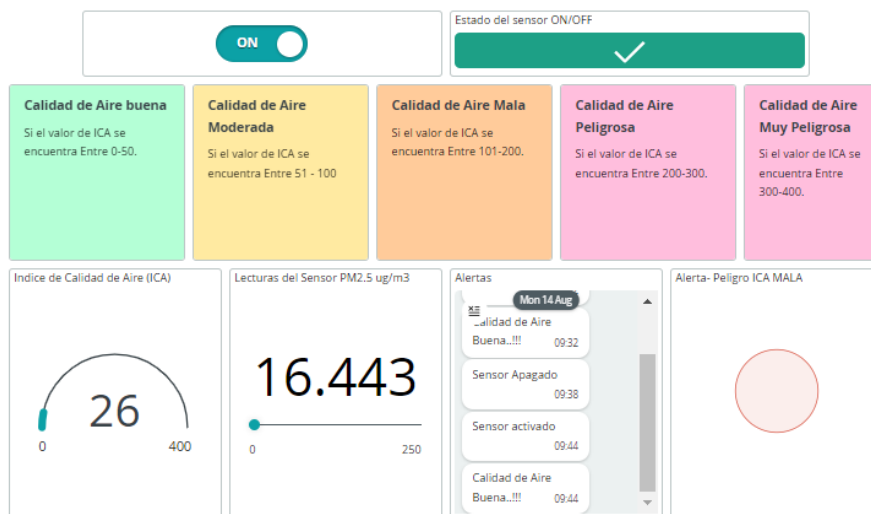 ON
Estado del sensor ON/OFF
Calidad de Aire buena
Si el valor de ICA se
encuentra Entre 0-50.
Calidad de Aire
Moderada
Si el valor de ICA se
encuentra Entre 51 - 100
Calidad de Aire Mala
Si el valor de ICA se
encuentra Entre 101-200.
Calidad de Aire
Peligrosa
Si el valor de ICA se
encuentra Entre 200-300.
Calidad de Aire
Muy Peligrosa
Si el valor de ICA se
encuentra Entre
300-400.
Indice de Calidad de Aire (ICA)
26
0
400
Lecturas del Sensor PM2.5 ug/m3
16.443
0
250
Alertas
Mon 14 Aug
Calidad de Aire
Buena..!!!
09:32
Sensor Apagado
09:38
Sensor activado
09:44
Calidad de Aire
Buena..!!!
09:44
Alerta- Peligro ICA MALA